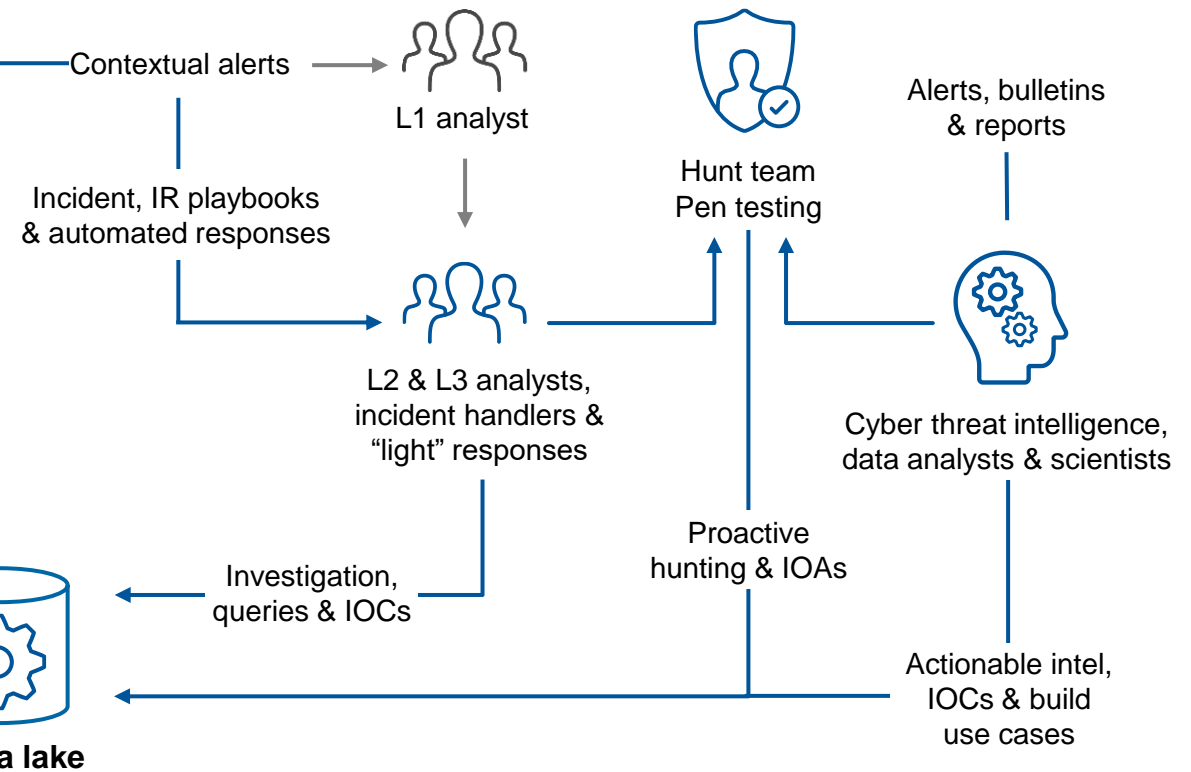 Contextual alerts
L1 analyst
Alerts, bulletins
& reports
Hunt team
Pen testing
Incident, IR playbooks
& automated responses
L2 & L3 analysts,
incident handlers &
“light” responses
Cyber threat intelligence,
data analysts & scientists
Proactive
hunting & IOAs
Investigation,
queries & IOCs
Actionable intel,
IOCs & build
use cases
a lake